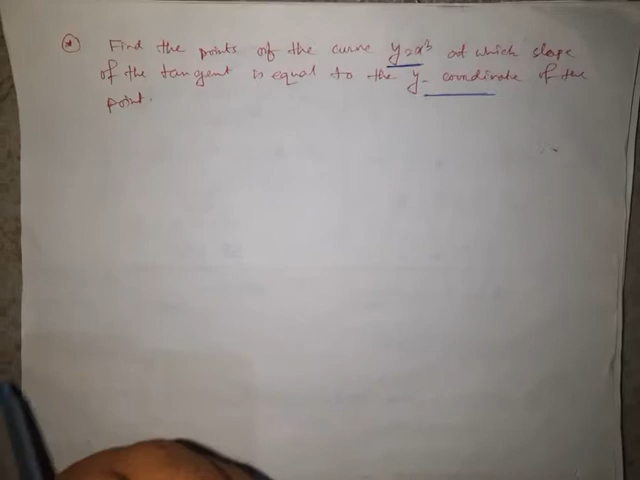 * Find the points of the curve y=x³ at which slope
of the tangent is equal to the y-coordinate of the
point.